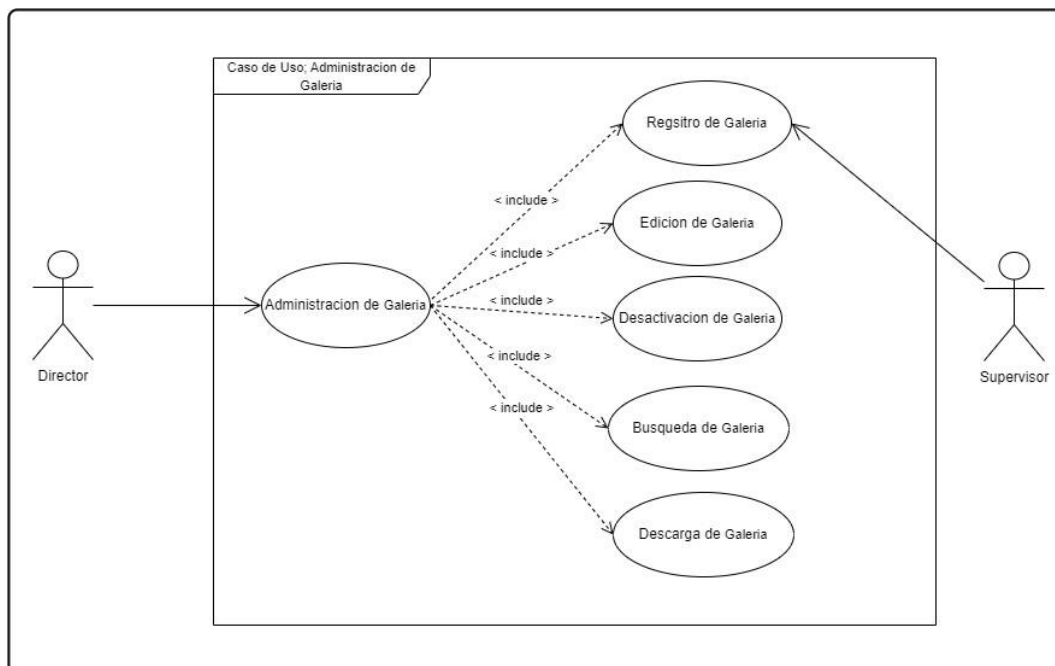 Caso de Uso; Administracion de
Galeria
Regsitro de Galeria
< include >
Edicion de Galeria
< include >
Administracion de Galeria
< include >
Desactivacion de Galeria
< include >
Director
Supervisor
< include >
Busqueda de Galeria
Descarga de Galeria